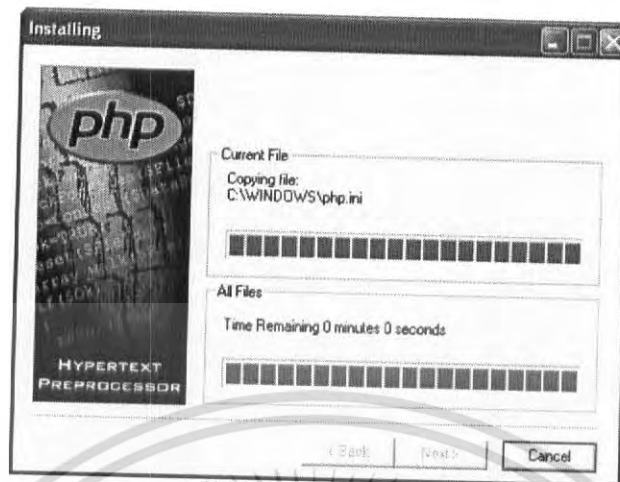 Installing
php
Current File
Copying file:
C:\WINDOWS\php.ini
All Files
Time Remaining 0 minutes 0 seconds
HYPERTEXT
PREPROCESSOR
< Back
Next >
Cancel